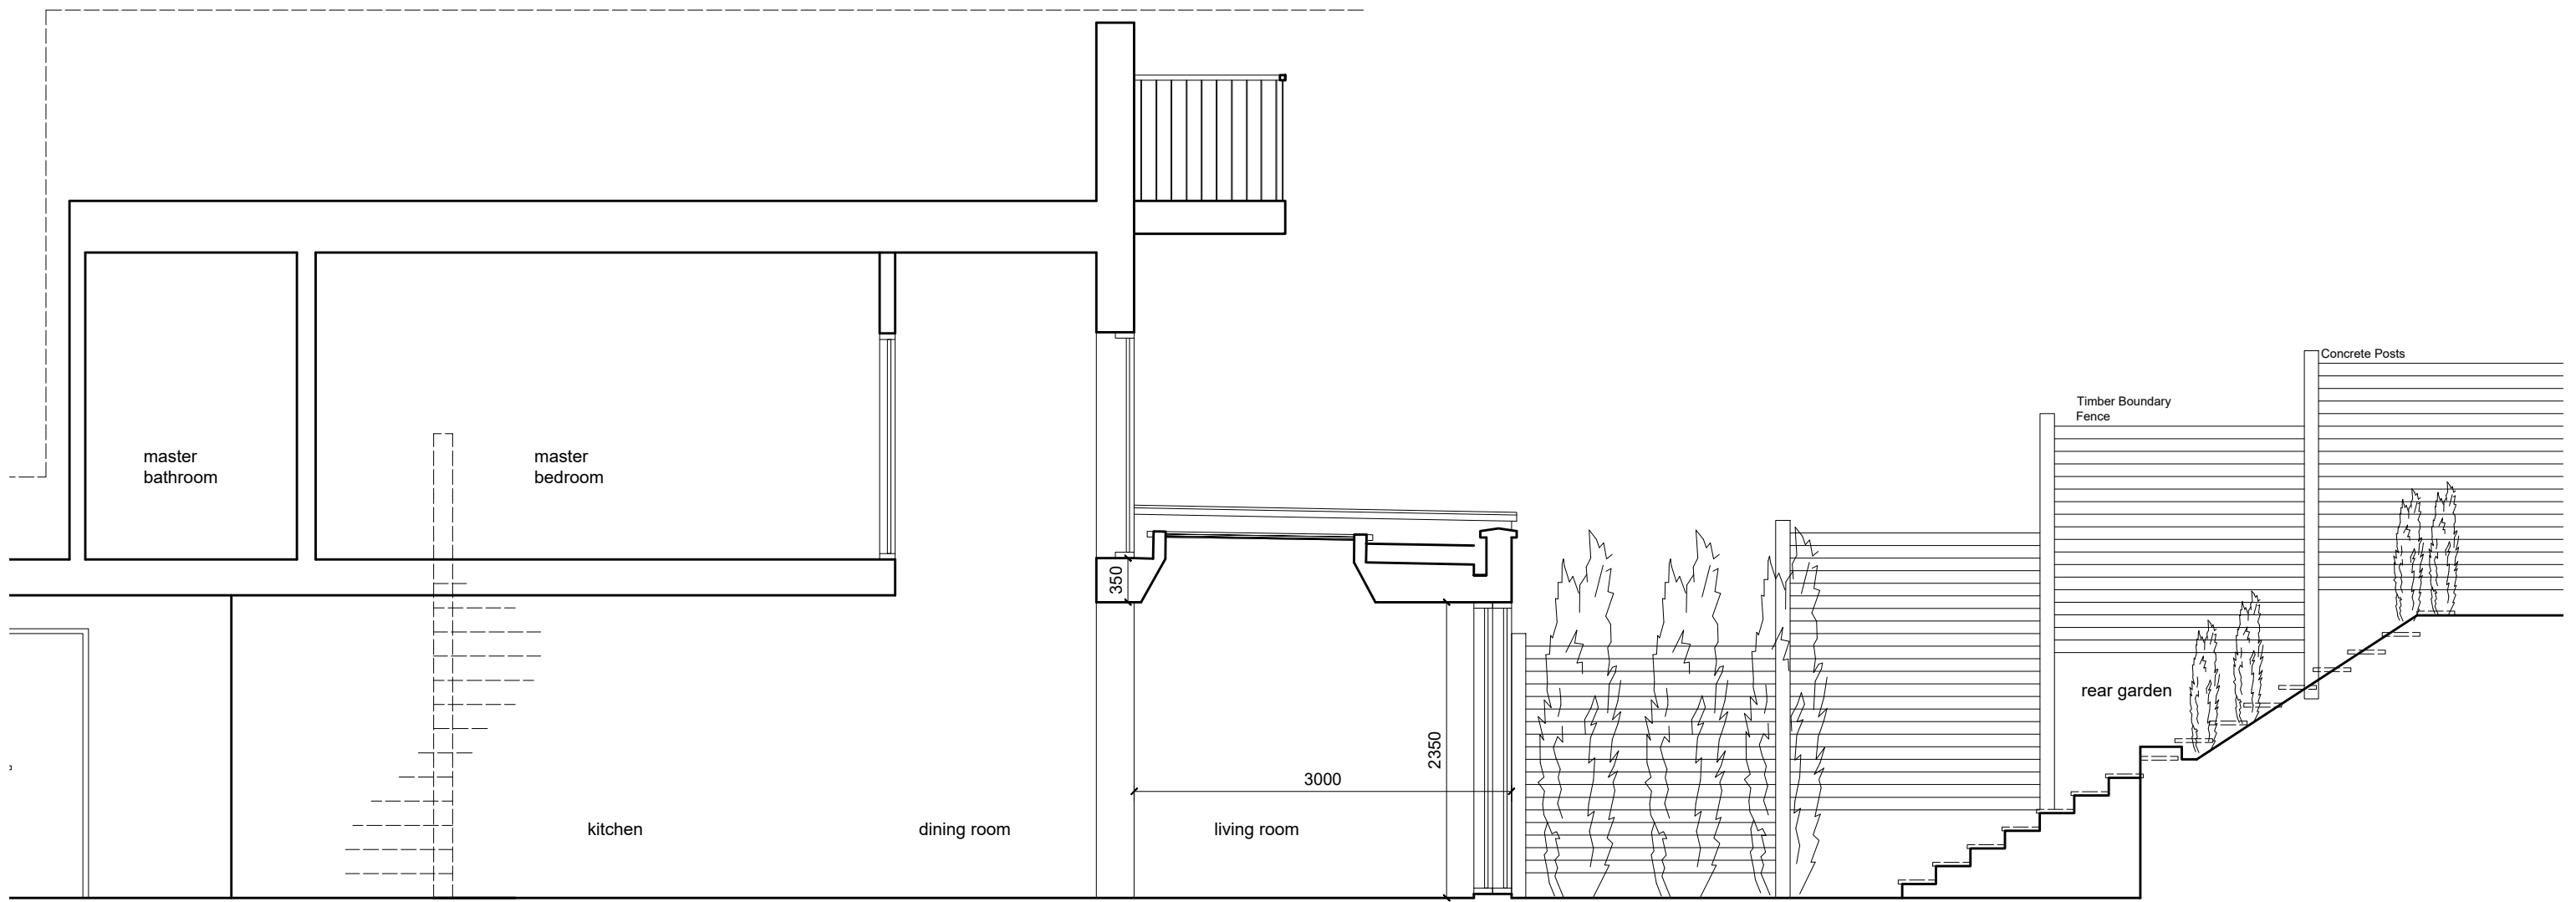 Concrete Posts
Timber Boundary
Fence
master
bathroom
master
bedroom
350
rear garden
2350
3000
kitchen
dining room
living room